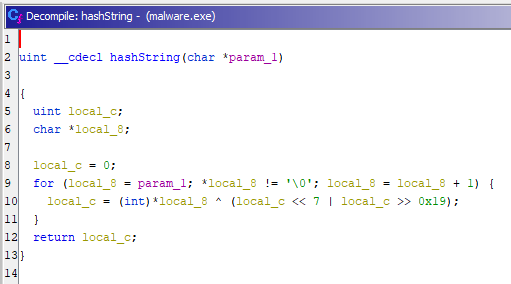 Decompile: hashString - (malware.exe)
1
2 uint __cdecl hashString(char *param_1)
3
4 {
5 uint local_c;
6 char *local_8;
7
8 local_c = 0;
9 for (local_8 = param_1; *local_8 != '\0'; local_8 = local_8 + 1) {
10 local_c = (int)*local_8 ^ (local_c << 7 | local_c >> 0x19);
11 }
12 return local_c;
13 }
14